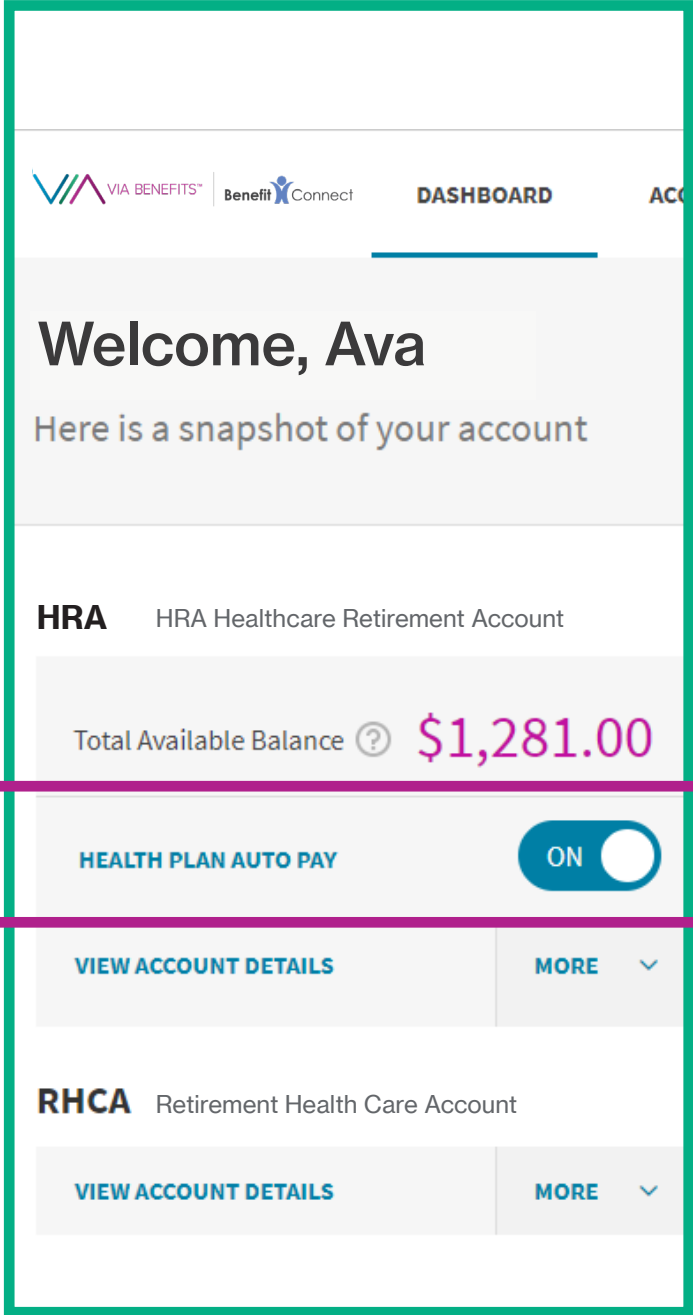 VIA BENEFITS™ Benefit Connect DASHBOARD ACC
Welcome, Ava
Here is a snapshot of your account
HRA HRA Healthcare Retirement Account
Total Available Balance ? $1,281.00
HEALTH PLAN AUTO PAY ON
VIEW ACCOUNT DETAILS MORE
RHCA Retirement Health Care Account
VIEW ACCOUNT DETAILS MORE